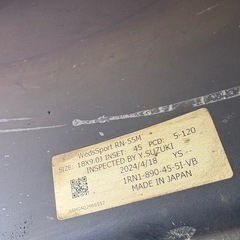 WedsSport RN-55M
SIZE: 18X9.0J INSET: 45 PCD: 5-120
INSPECTED BY Y.SUZUKI
2024/4/18 YS --
1RN1-890-45-5I-VB
MADE IN JAPAN